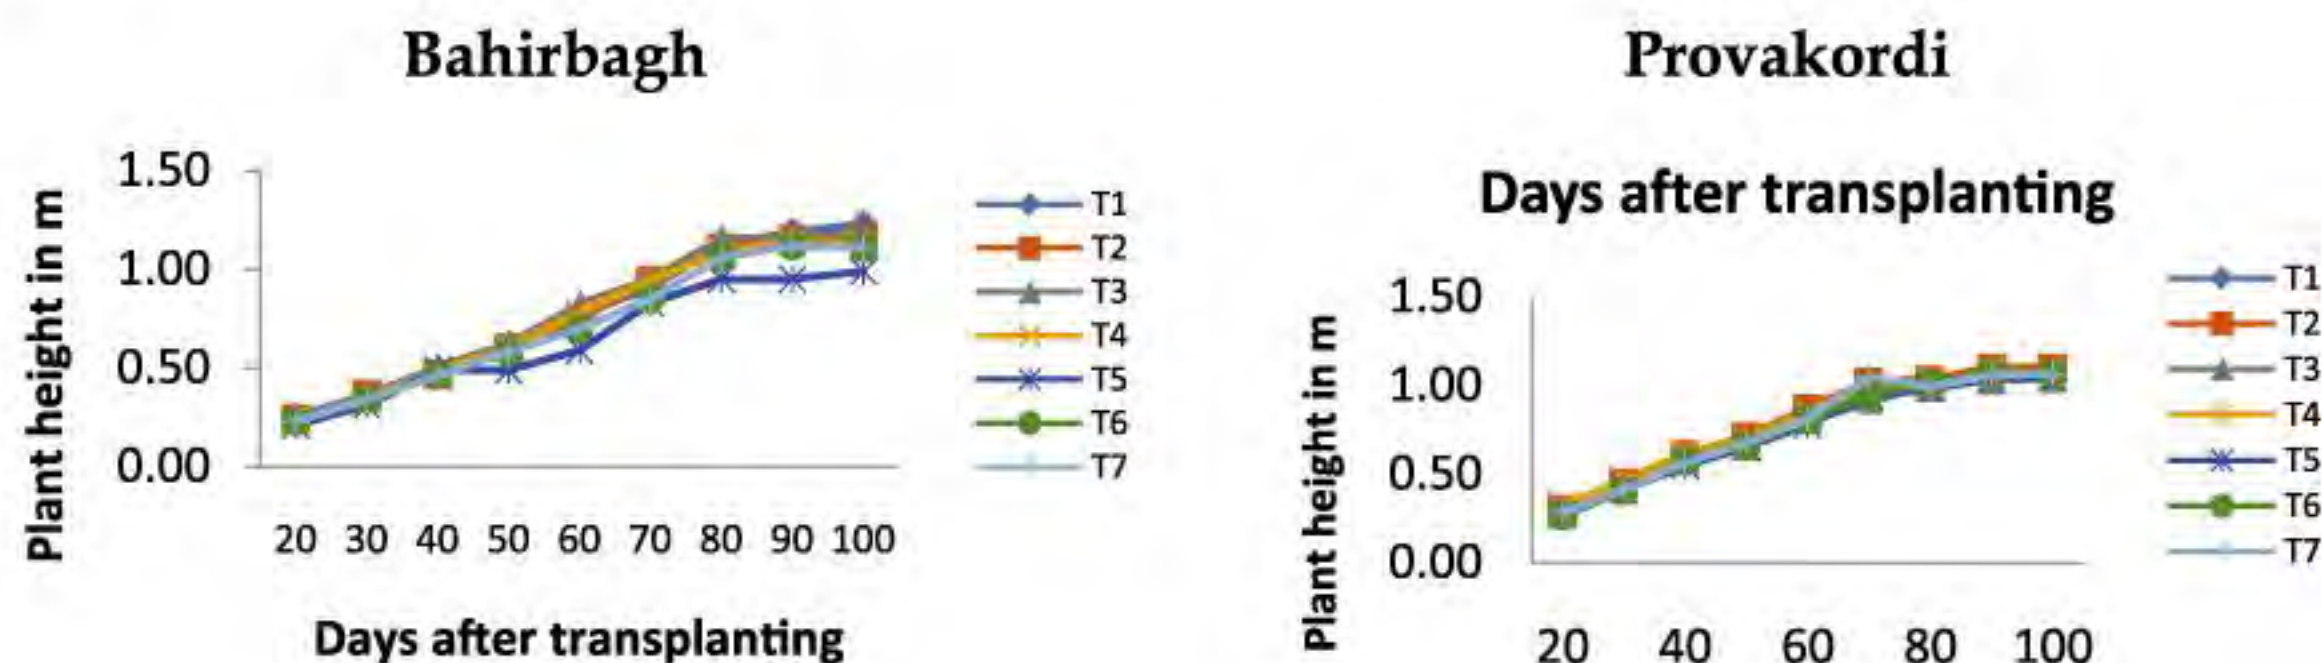 Bahirbagh
Plant height in m
1.50
1.00
0.50
0.00
20 30 40 50 60 70 80 90 100
Days after transplanting
T1
T2
T3
T4
T5
T6
T7
Provakordi
Days after transplanting
Plant height in m
1.50
1.00
0.50
0.00
20 40 60 80 100
T1
T2
T3
T4
T5
T6
T7